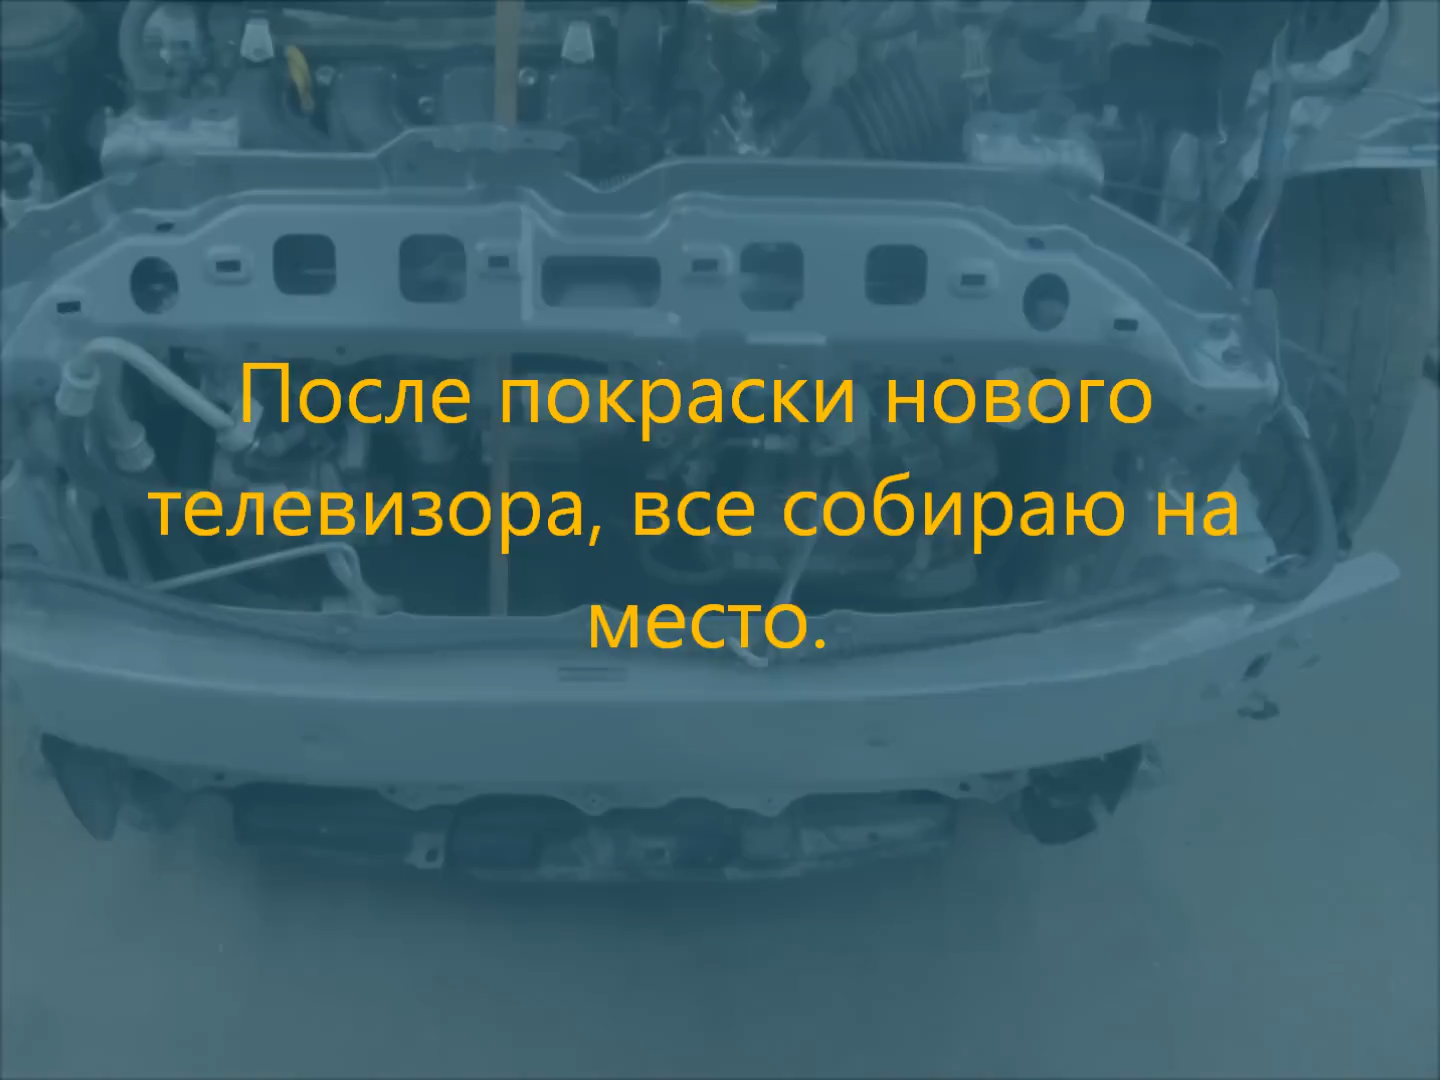 После покраски нового
телевизора, все собираю на
место.